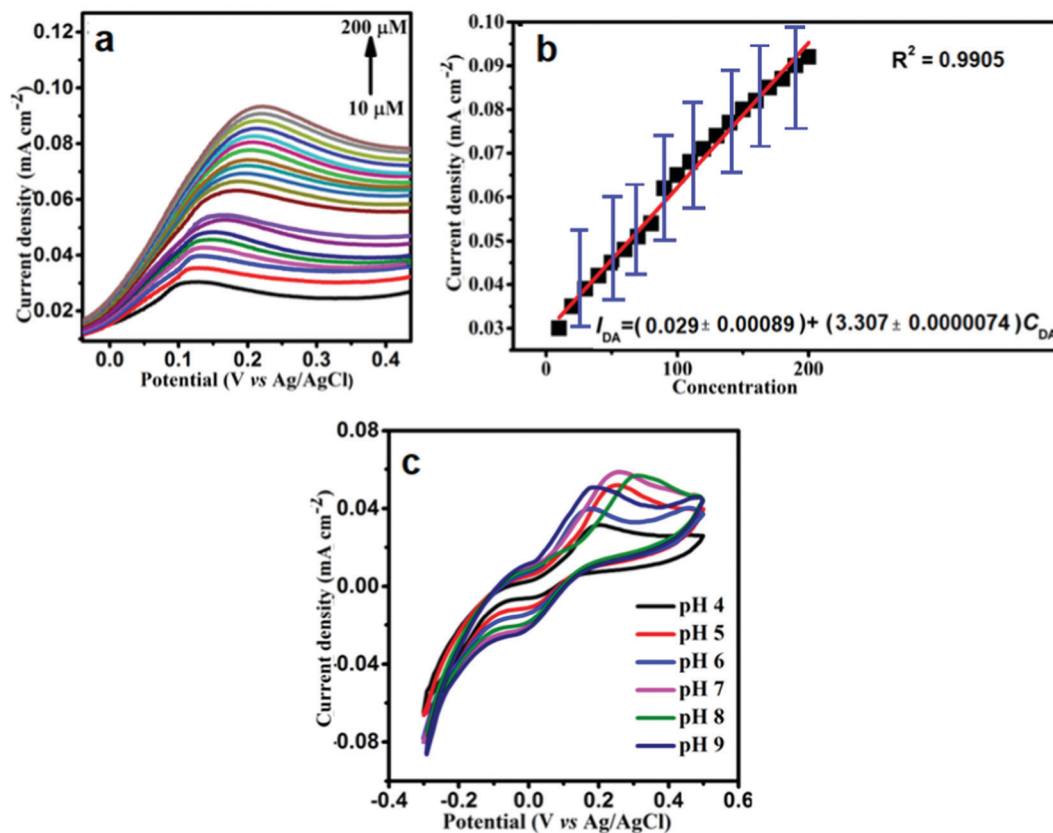 a
200 μM
10 μM
0.12
0.10
0.08
0.06
0.04
0.02
Current density (mA cm⁻²)
0.0 0.1 0.2 0.3 0.4
Potential (V vs Ag/AgCl)
b
R² = 0.9905
0.10
0.09
0.08
0.07
0.06
0.05
0.04
0.03
Current density (mA cm⁻²)
I_DA=(0.029± 0.00089)+ (3.307± 0.0000074)C_DA
0 100 200
Concentration
c
0.08
0.04
0.00
-0.04
-0.08
Current density (mA cm⁻²)
pH 4
pH 5
pH 6
pH 7
pH 8
pH 9
-0.4 -0.2 0.0 0.2 0.4 0.6
Potential (V vs Ag/AgCl)